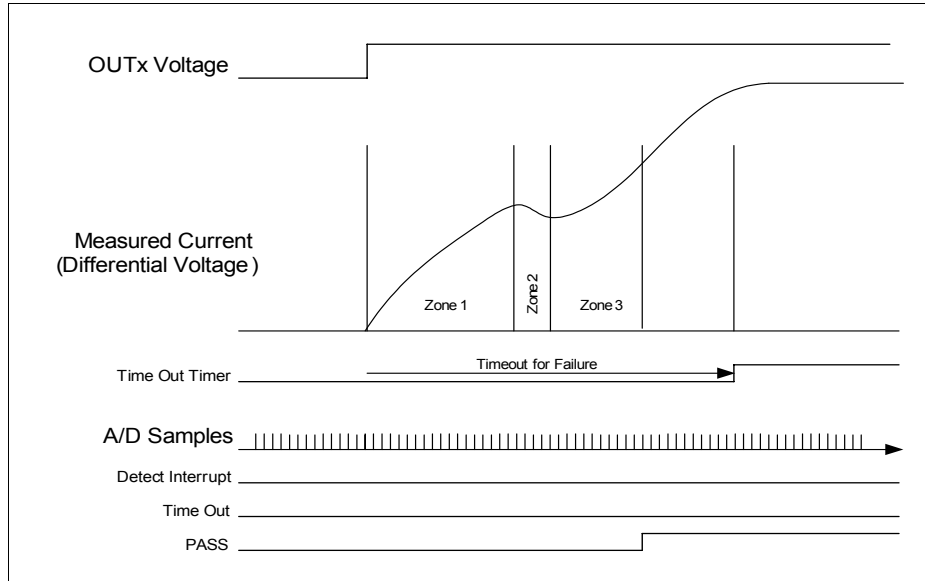 OUTx Voltage
Measured Current
(Differential Voltage)
Zone 1
Zone 2
Zone 3
Timeout for Failure
Time Out Timer
A/D Samples
Detect Interrupt
Time Out
PASS